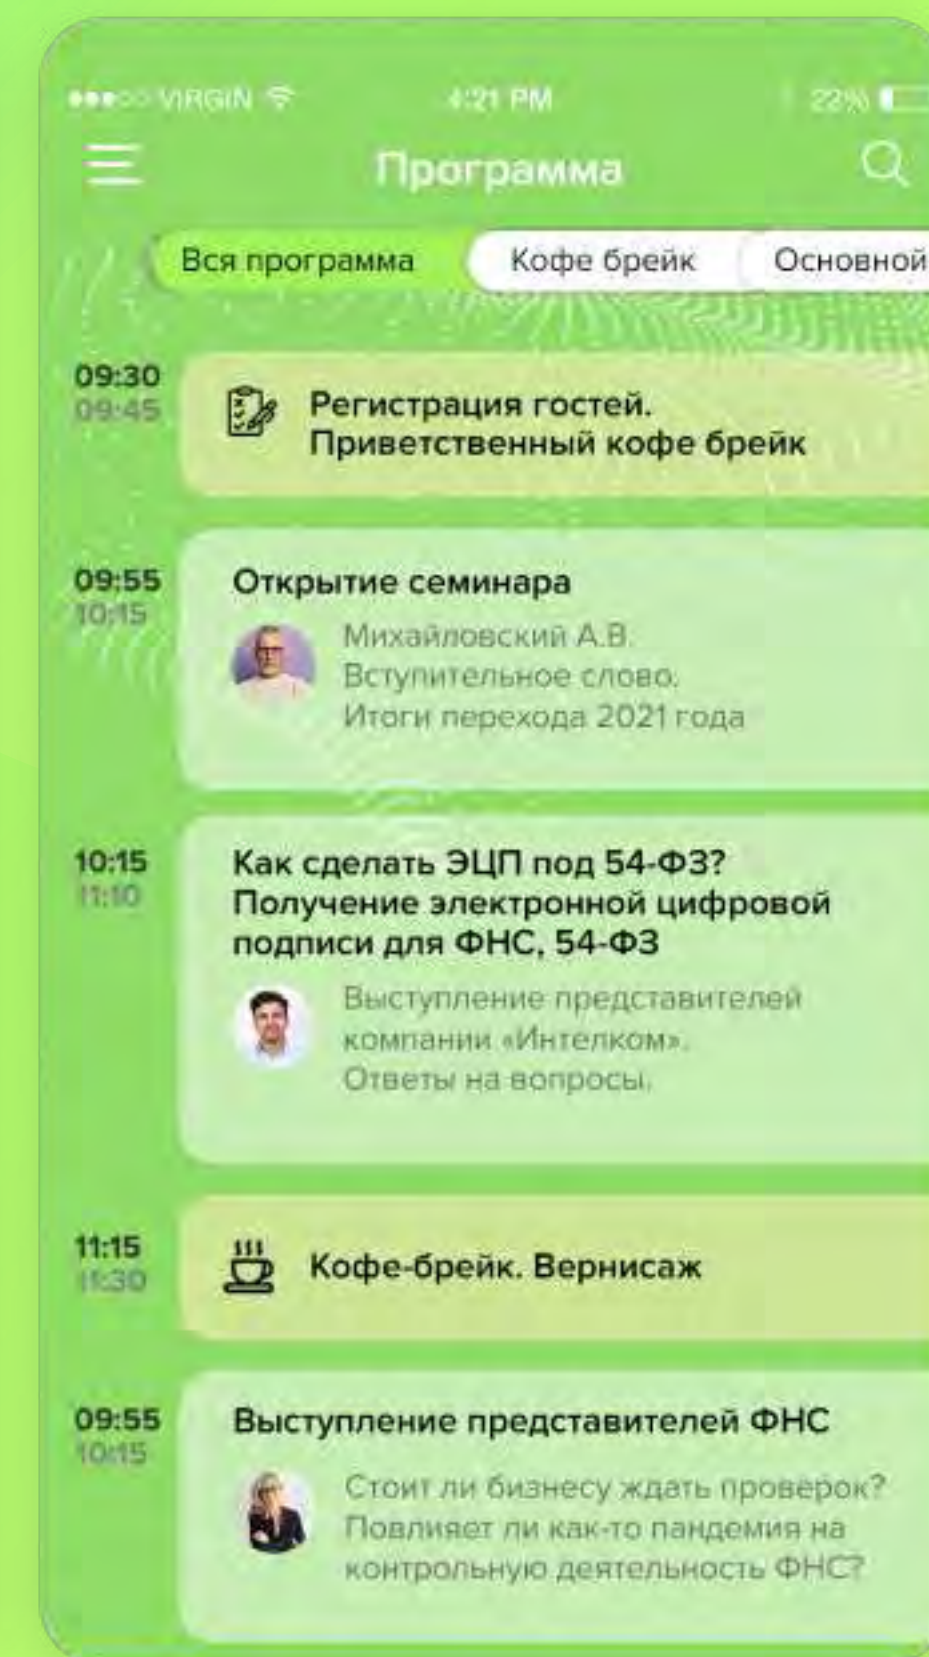 VIRGIN 4:21 PM 22%
Программа
Вся программа Кофе брейк Основной
09:30
09:45
Регистрация гостей.
Приветственный кофе брейк
09:55
10:15
Открытие семинара
Михайловский А.В.
Вступительное слово.
Итоги перехода 2021 года
10:15
11:10
Как сделать ЭЦП под 54-ФЗ?
Получение электронной цифровой
подписи для ФНС, 54-ФЗ
Выступление представителей
компании «Интелком».
Ответы на вопросы.
11:15
11:30
Кофе-брейк. Вернисаж
09:55
10:15
Выступление представителей ФНС
Стоит ли бизнесу ждать проверок?
Повлияет ли как-то пандемия на
контрольную деятельность ФНС?